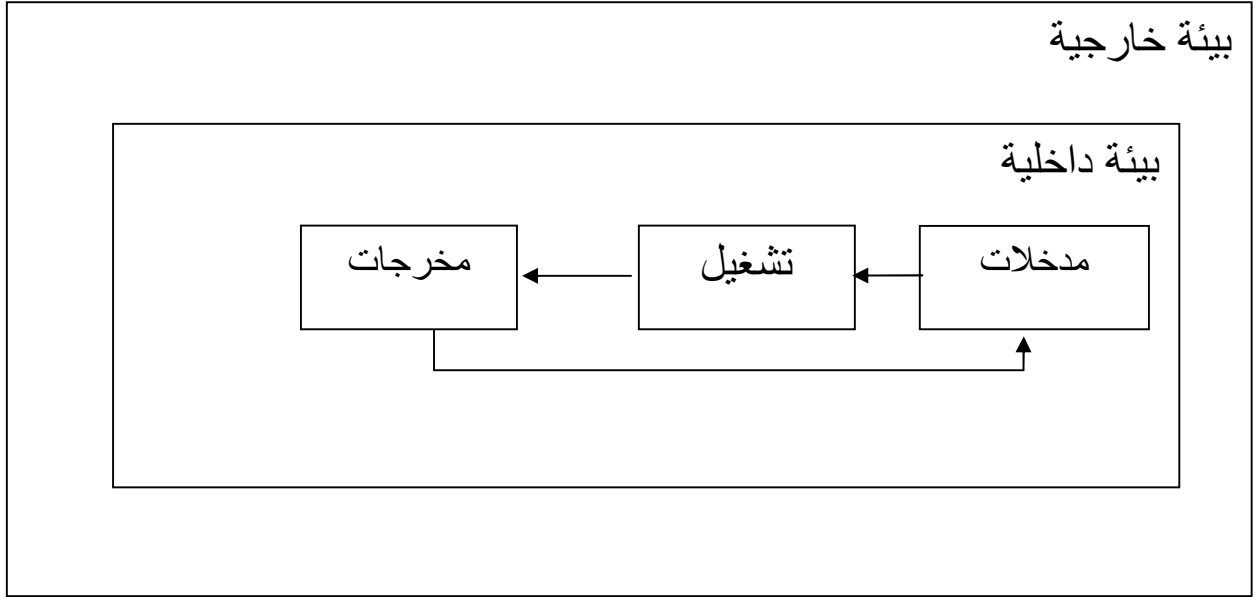 بيئة خارجية
بيئة داخلية
مدخلات
تشغيل
مخرجات